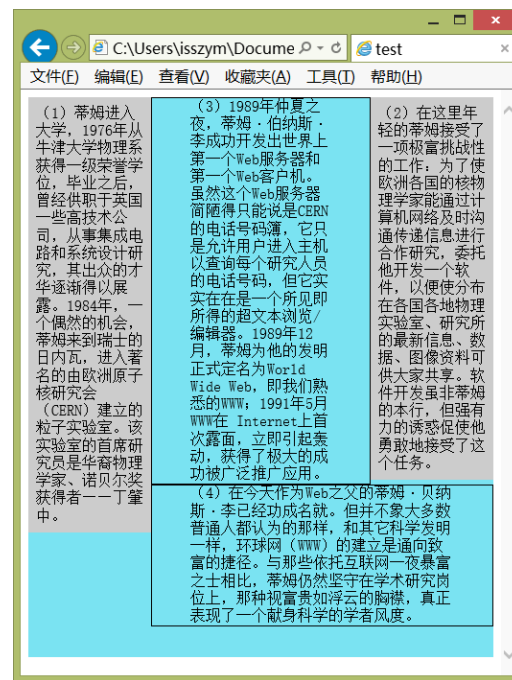 C:\Users\isszym\Docume
test
文件(F) 编辑(E) 查看(V) 收藏夹(A) 工具(T) 帮助(H)
（1）蒂姆进入
大学，1976年从
牛津大学物理系
获得一级荣誉学
位，毕业之后，
曾经供职于英国
一些高技术公
司，从事集成电
路和系统设计研
究，其出众的才
华逐渐得以展
露。1984年，一
个偶然的机会，
蒂姆来到瑞士的
日内瓦，进入著
名的由欧洲原子
核研究会
（CERN）建立的
粒子实验室。该
实验室的首席研
究员是华裔物理
学家、诺贝尔奖
获得者——丁肇
中。
（3）1989年仲夏之
夜，蒂姆·伯纳斯·
李成功开发出世界上
第一个Web服务器和
第一个Web客户机。
虽然这个Web服务器
简陋得只能说是CERN
的电话号码簿，它只
是允许用户进入主机
以查询每个研究人员
的电话号码，但它实
实在在是一个所见即
所得的超文本浏览/
编辑器。1989年12
月，蒂姆为他的发明
正式定名为World
Wide Web，即我们熟
悉的WWW；1991年5月
WWW在 Internet上首
次露面，立即引起轰
动，获得了极大的成
功被广泛推广应用。
（2）在这里年
轻的蒂姆接受了
一项极富挑战性
的工作：为了使
欧洲各国的核物
理学家能通过计
算机网络及时沟
通传递信息进行
合作研究，委托
他开发一个软
件，以便使分布
在各国各地物理
实验室、研究所
的最新信息、数
据、图像资料可
供大家共享。软
件开发虽非蒂姆
的本行，但强有
力的诱惑促使他
勇敢地接受了这
个任务。
（4）在今天作为Web之父的蒂姆·贝纳
斯·李已经功成名就。但并不象大多数
普通人都认为的那样，和其它科学发明
一样，环球网（WWW）的建立是通向致
富的捷径。与那些依托互联网一夜暴富
之士相比，蒂姆仍然坚守在学术研究岗
位上，那种视富贵如浮云的胸襟，真正
表现了一个献身科学的学者风度。